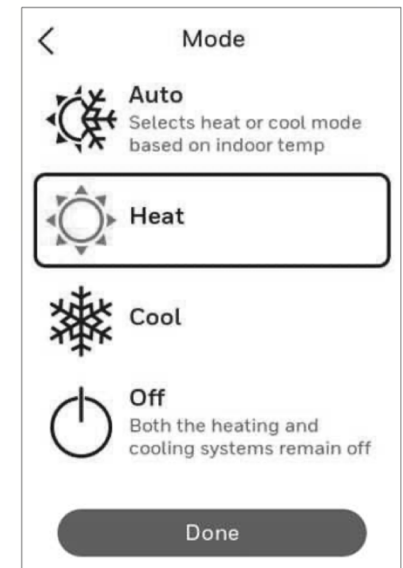 Mode
Auto
Selects heat or cool mode
based on indoor temp
Heat
Cool
Off
Both the heating and
cooling systems remain off
Done